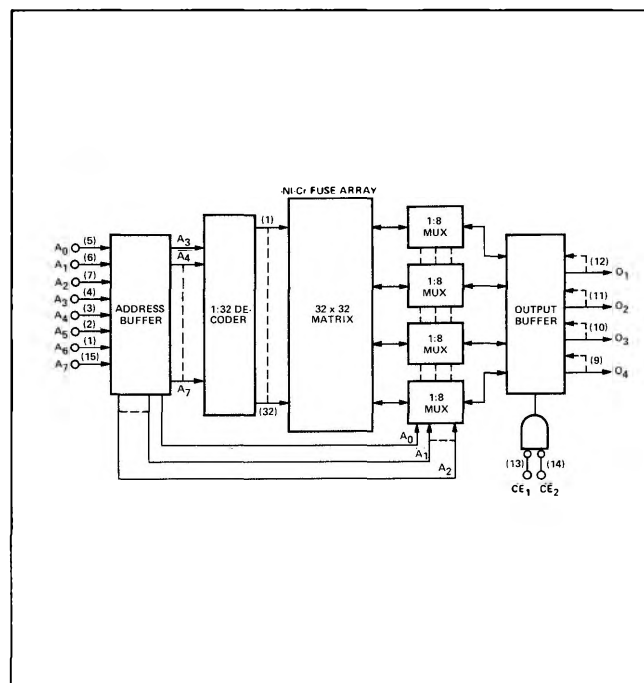 NI-Cr FUSE ARRAY
A0 (5)
A1 (6)
A2 (7)
A3 (4)
A4 (3)
A5 (2)
A6 (1)
A7 (15)
ADDRESS
BUFFER
A3
A4
A7
1:32 DE-
CODER
(1)
(32)
32 x 32
MATRIX
1:8
MUX
1:8
MUX
1:8
MUX
1:8
MUX
A0
A1
A2
OUTPUT
BUFFER
(12) O1
(11) O2
(10) O3
(9) O4
(13) (14)
CE1 CE2